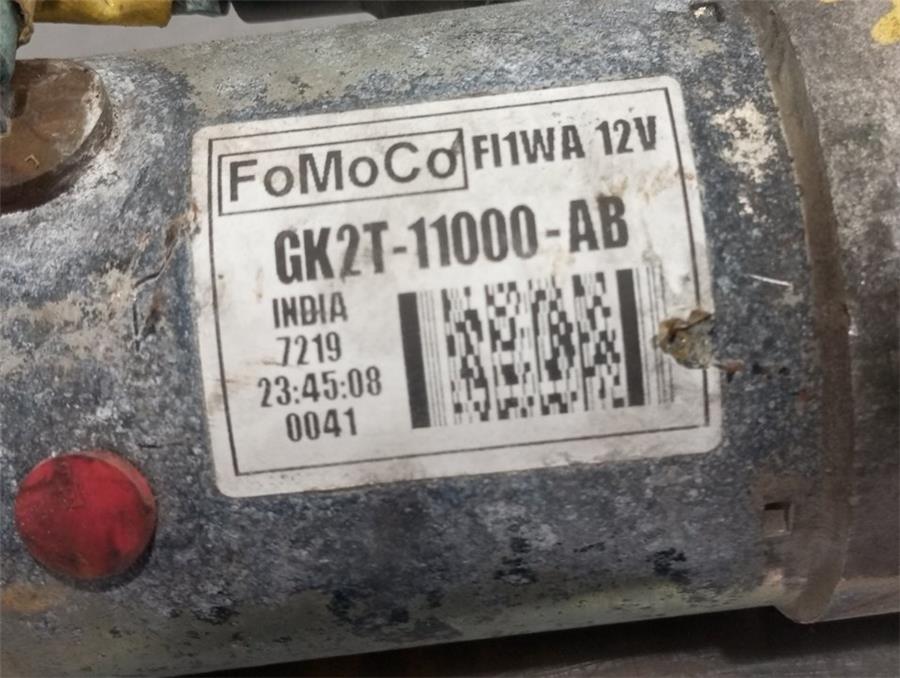 FoMoCo FI1WA 12V
GK2T-11000-AB
INDIA
7219
23:45:08
0041